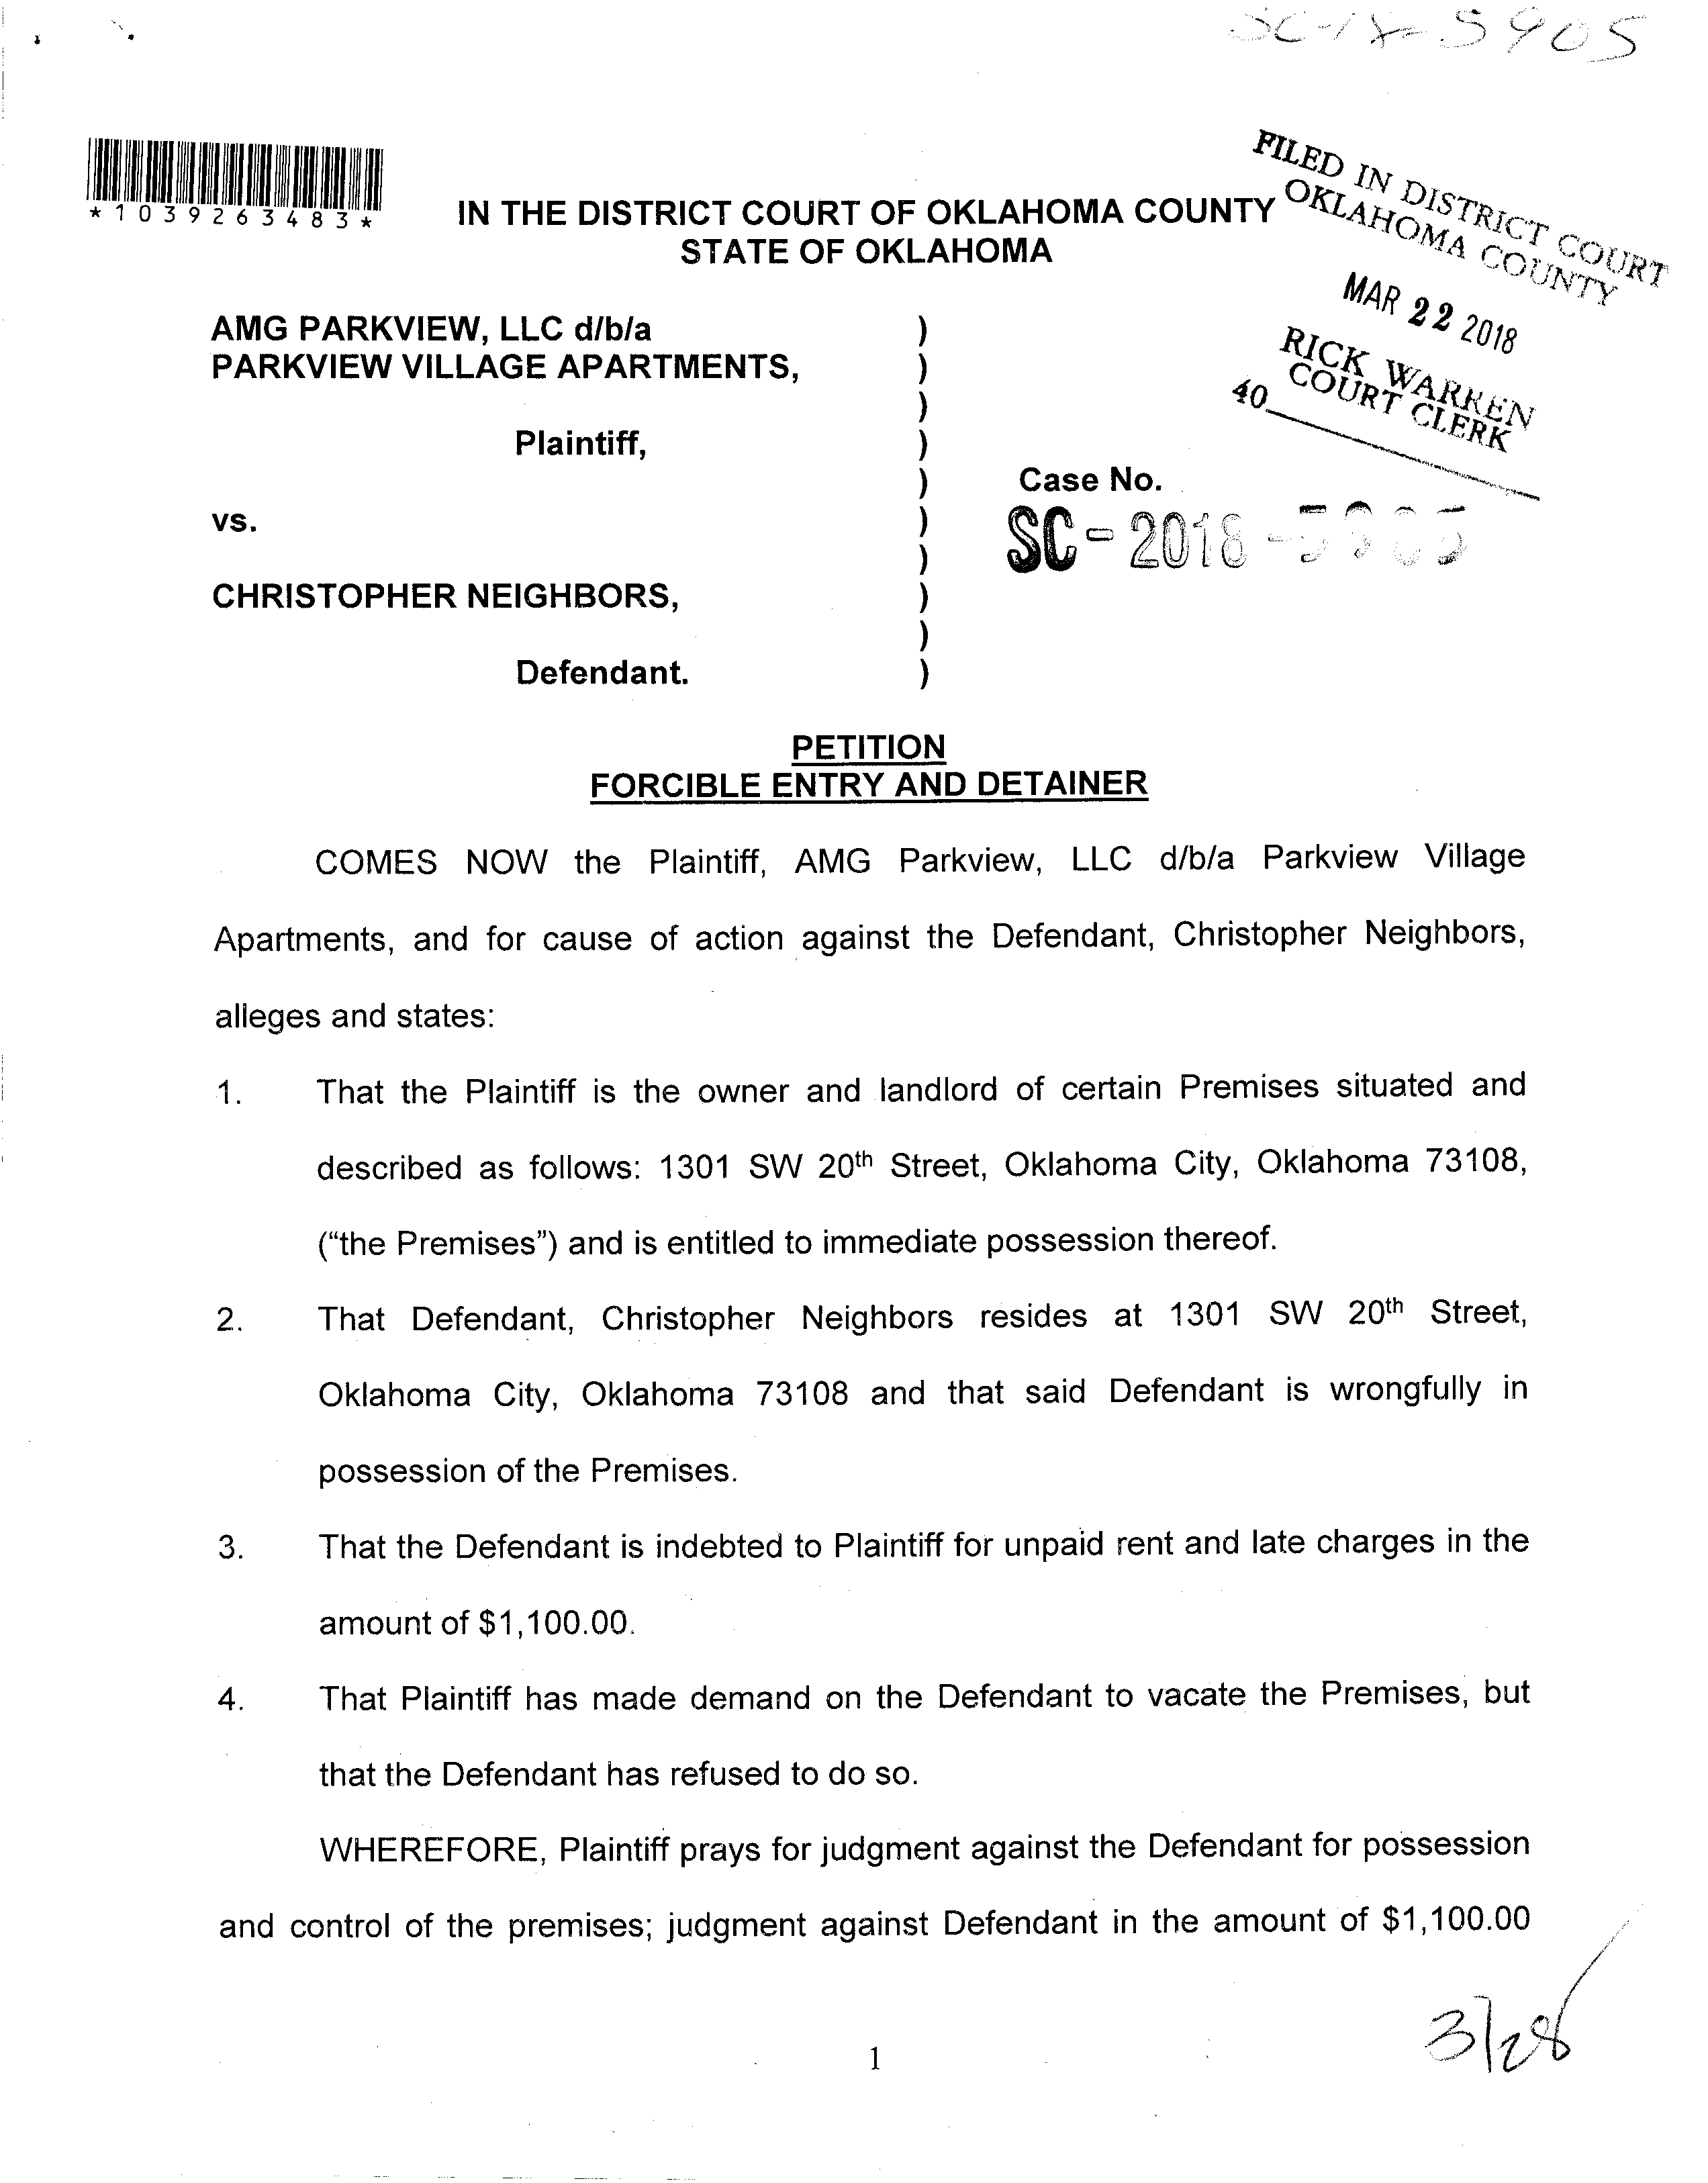 SC-18-5905
*1039263483*
FILED IN DISTRICT COURT
OKLAHOMA COUNTY
MAR 22 2018
RICK WARREN
COURT CLERK
40
IN THE DISTRICT COURT OF OKLAHOMA COUNTY
STATE OF OKLAHOMA
AMG PARKVIEW, LLC d/b/a )
PARKVIEW VILLAGE APARTMENTS, )
)
Plaintiff, )
) Case No.
vs. ) SC-2018-5905
)
CHRISTOPHER NEIGHBORS, )
)
Defendant. )
PETITION
FORCIBLE ENTRY AND DETAINER
COMES NOW the Plaintiff, AMG Parkview, LLC d/b/a Parkview Village
Apartments, and for cause of action against the Defendant, Christopher Neighbors,
alleges and states:
1. That the Plaintiff is the owner and landlord of certain Premises situated and
described as follows: 1301 SW 20th Street, Oklahoma City, Oklahoma 73108,
("the Premises") and is entitled to immediate possession thereof.
2. That Defendant, Christopher Neighbors resides at 1301 SW 20th Street,
Oklahoma City, Oklahoma 73108 and that said Defendant is wrongfully in
possession of the Premises.
3. That the Defendant is indebted to Plaintiff for unpaid rent and late charges in the
amount of $1,100.00.
4. That Plaintiff has made demand on the Defendant to vacate the Premises, but
that the Defendant has refused to do so.
WHEREFORE, Plaintiff prays for judgment against the Defendant for possession
and control of the premises; judgment against Defendant in the amount of $1,100.00
3/28
1